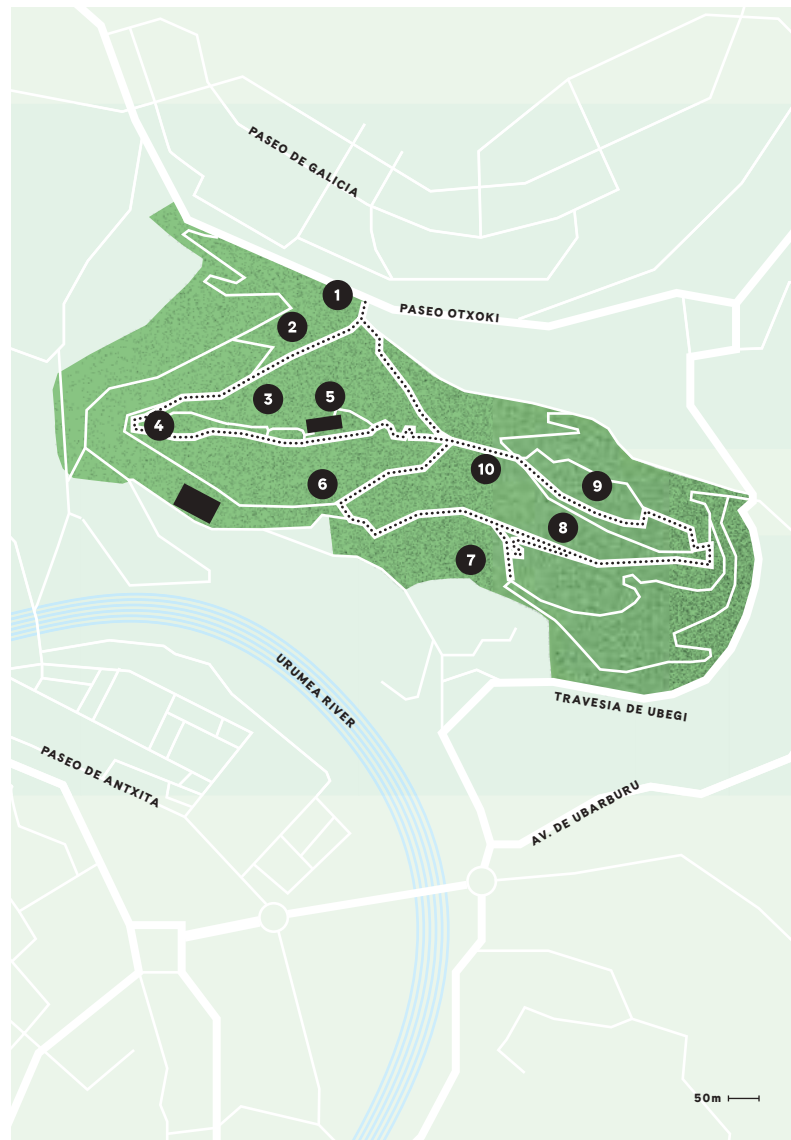 PASEO DE GALICIA
1
PASEO OTXOKI
2
3
5
4
10
6
9
8
7
URUMEA RIVER
TRAVESIA DE UBEGI
PASEO DE ANTXITA
AV. DE UBARBURU
50m